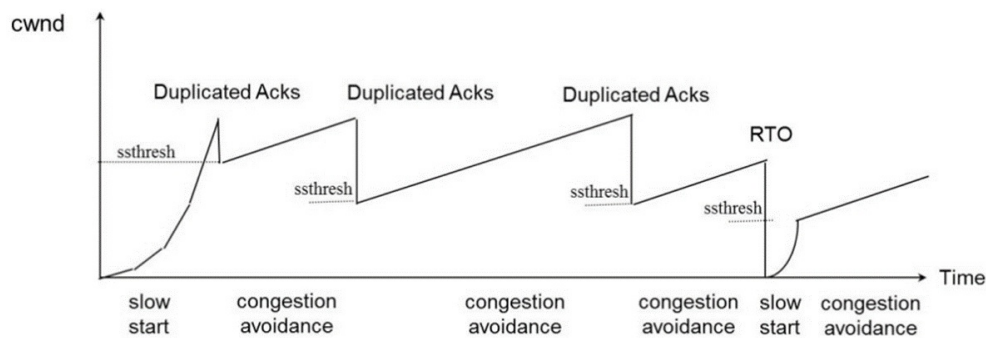 cwnd
Duplicated Acks
Duplicated Acks
Duplicated Acks
RTO
ssthresh
ssthresh
ssthresh
ssthresh
Time
slow
start
congestion
avoidance
congestion
avoidance
congestion
avoidance
slow
start
congestion
avoidance